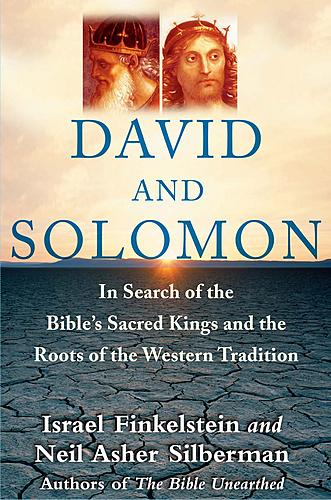 DAVID
AND
SOLOMON
In Search of the
Bible's Sacred Kings and the
Roots of the Western Tradition
Israel Finkelstein and
Neil Asher Silberman
Authors of The Bible Unearthed